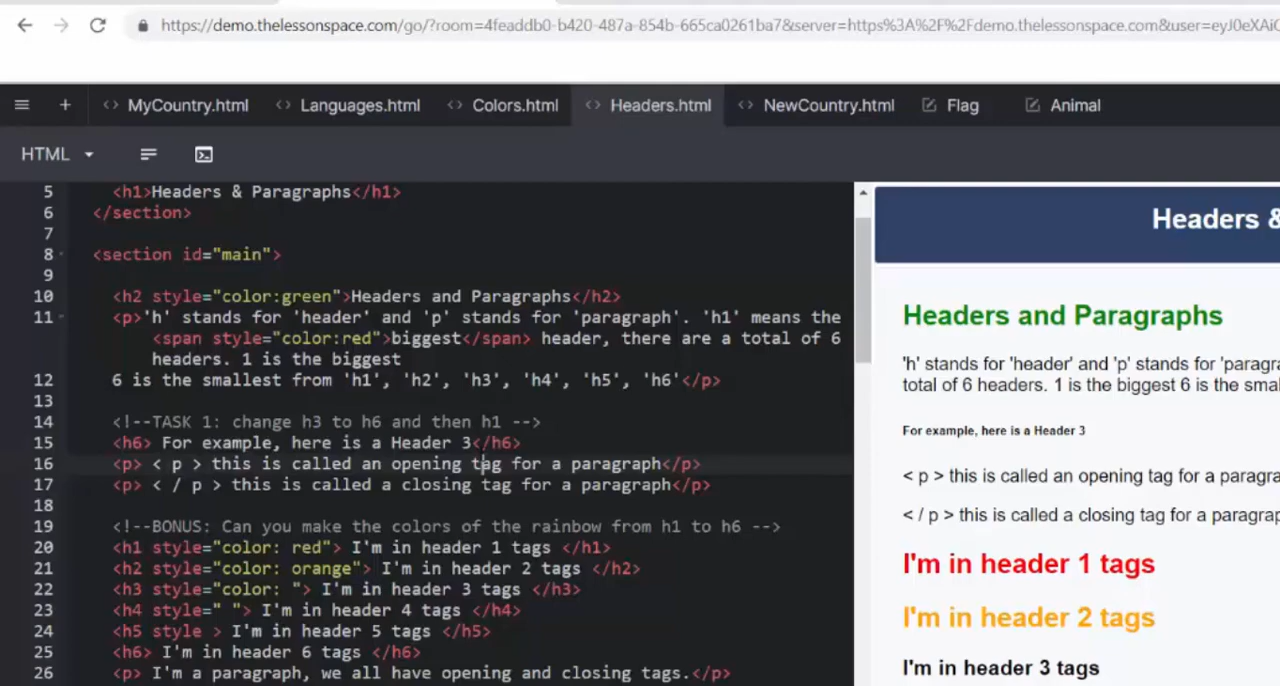 https://demo.thelessonspace.com/go/?room=4feaddb0-b420-487a-854b-665ca0261ba7&server=https%3A%2F%2Fdemo.thelessonspace.com&user=eyJ0eXAiC
MyCountry.html Languages.html Colors.html Headers.html NewCountry.html Flag Animal
HTML
5 <h1>Headers & Paragraphs</h1>
6 </section>
7
8 <section id="main">
9
10 <h2 style="color:green">Headers and Paragraphs</h2>
11 <p>'h' stands for 'header' and 'p' stands for 'paragraph'. 'h1' means the
<span style="color:red">biggest</span> header, there are a total of 6
headers. 1 is the biggest
12 6 is the smallest from 'h1', 'h2', 'h3', 'h4', 'h5', 'h6'</p>
13
14 <!--TASK 1: change h3 to h6 and then h1 -->
15 <h6> For example, here is a Header 3</h6>
16 <p> < p > this is called an opening tag for a paragraph</p>
17 <p> < / p > this is called a closing tag for a paragraph</p>
18
19 <!--BONUS: Can you make the colors of the rainbow from h1 to h6 -->
20 <h1 style="color: red"> I'm in header 1 tags </h1>
21 <h2 style="color: orange"> I'm in header 2 tags </h2>
22 <h3 style="color: "> I'm in header 3 tags </h3>
23 <h4 style=" "> I'm in header 4 tags </h4>
24 <h5 style > I'm in header 5 tags </h5>
25 <h6> I'm in header 6 tags </h6>
26 <p> I'm a paragraph, we all have opening and closing tags.</p>
Headers &
Headers and Paragraphs
'h' stands for 'header' and 'p' stands for 'paragra
total of 6 headers. 1 is the biggest 6 is the smal
For example, here is a Header 3
< p > this is called an opening tag for a paragra
< / p > this is called a closing tag for a paragrap
I'm in header 1 tags
I'm in header 2 tags
I'm in header 3 tags